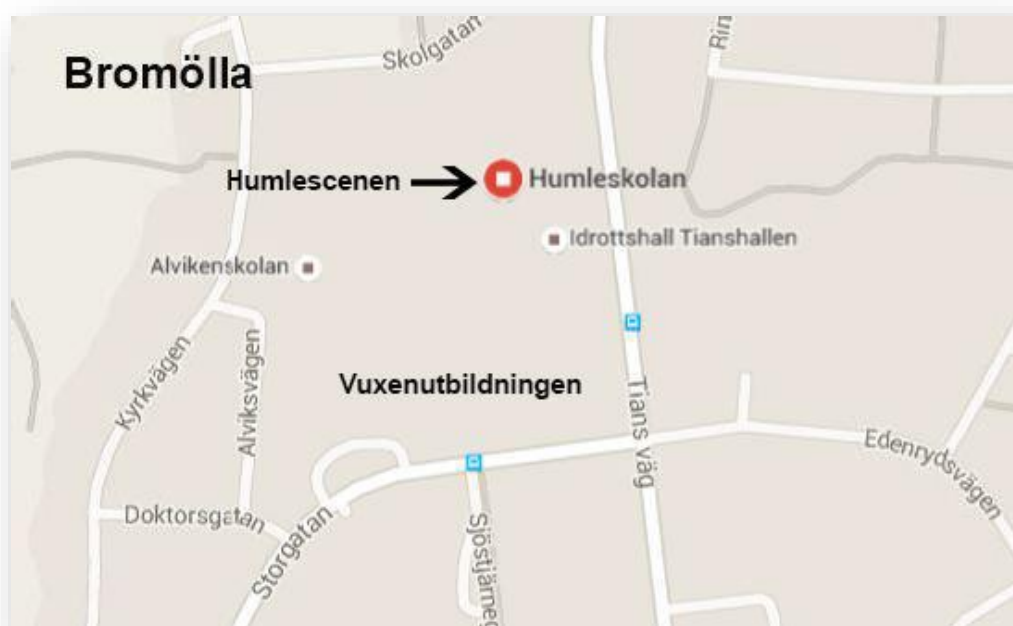 Skolgatan
Bromölla
Humlescenen
Humleskolan
Idrottshall Tianshallen
Alvikenskolan
Kyrkvägen
Alviksvägen
Vuxenutbildningen
Tians väg
Edenrydsvägen
Doktorsgatan
Storgatan